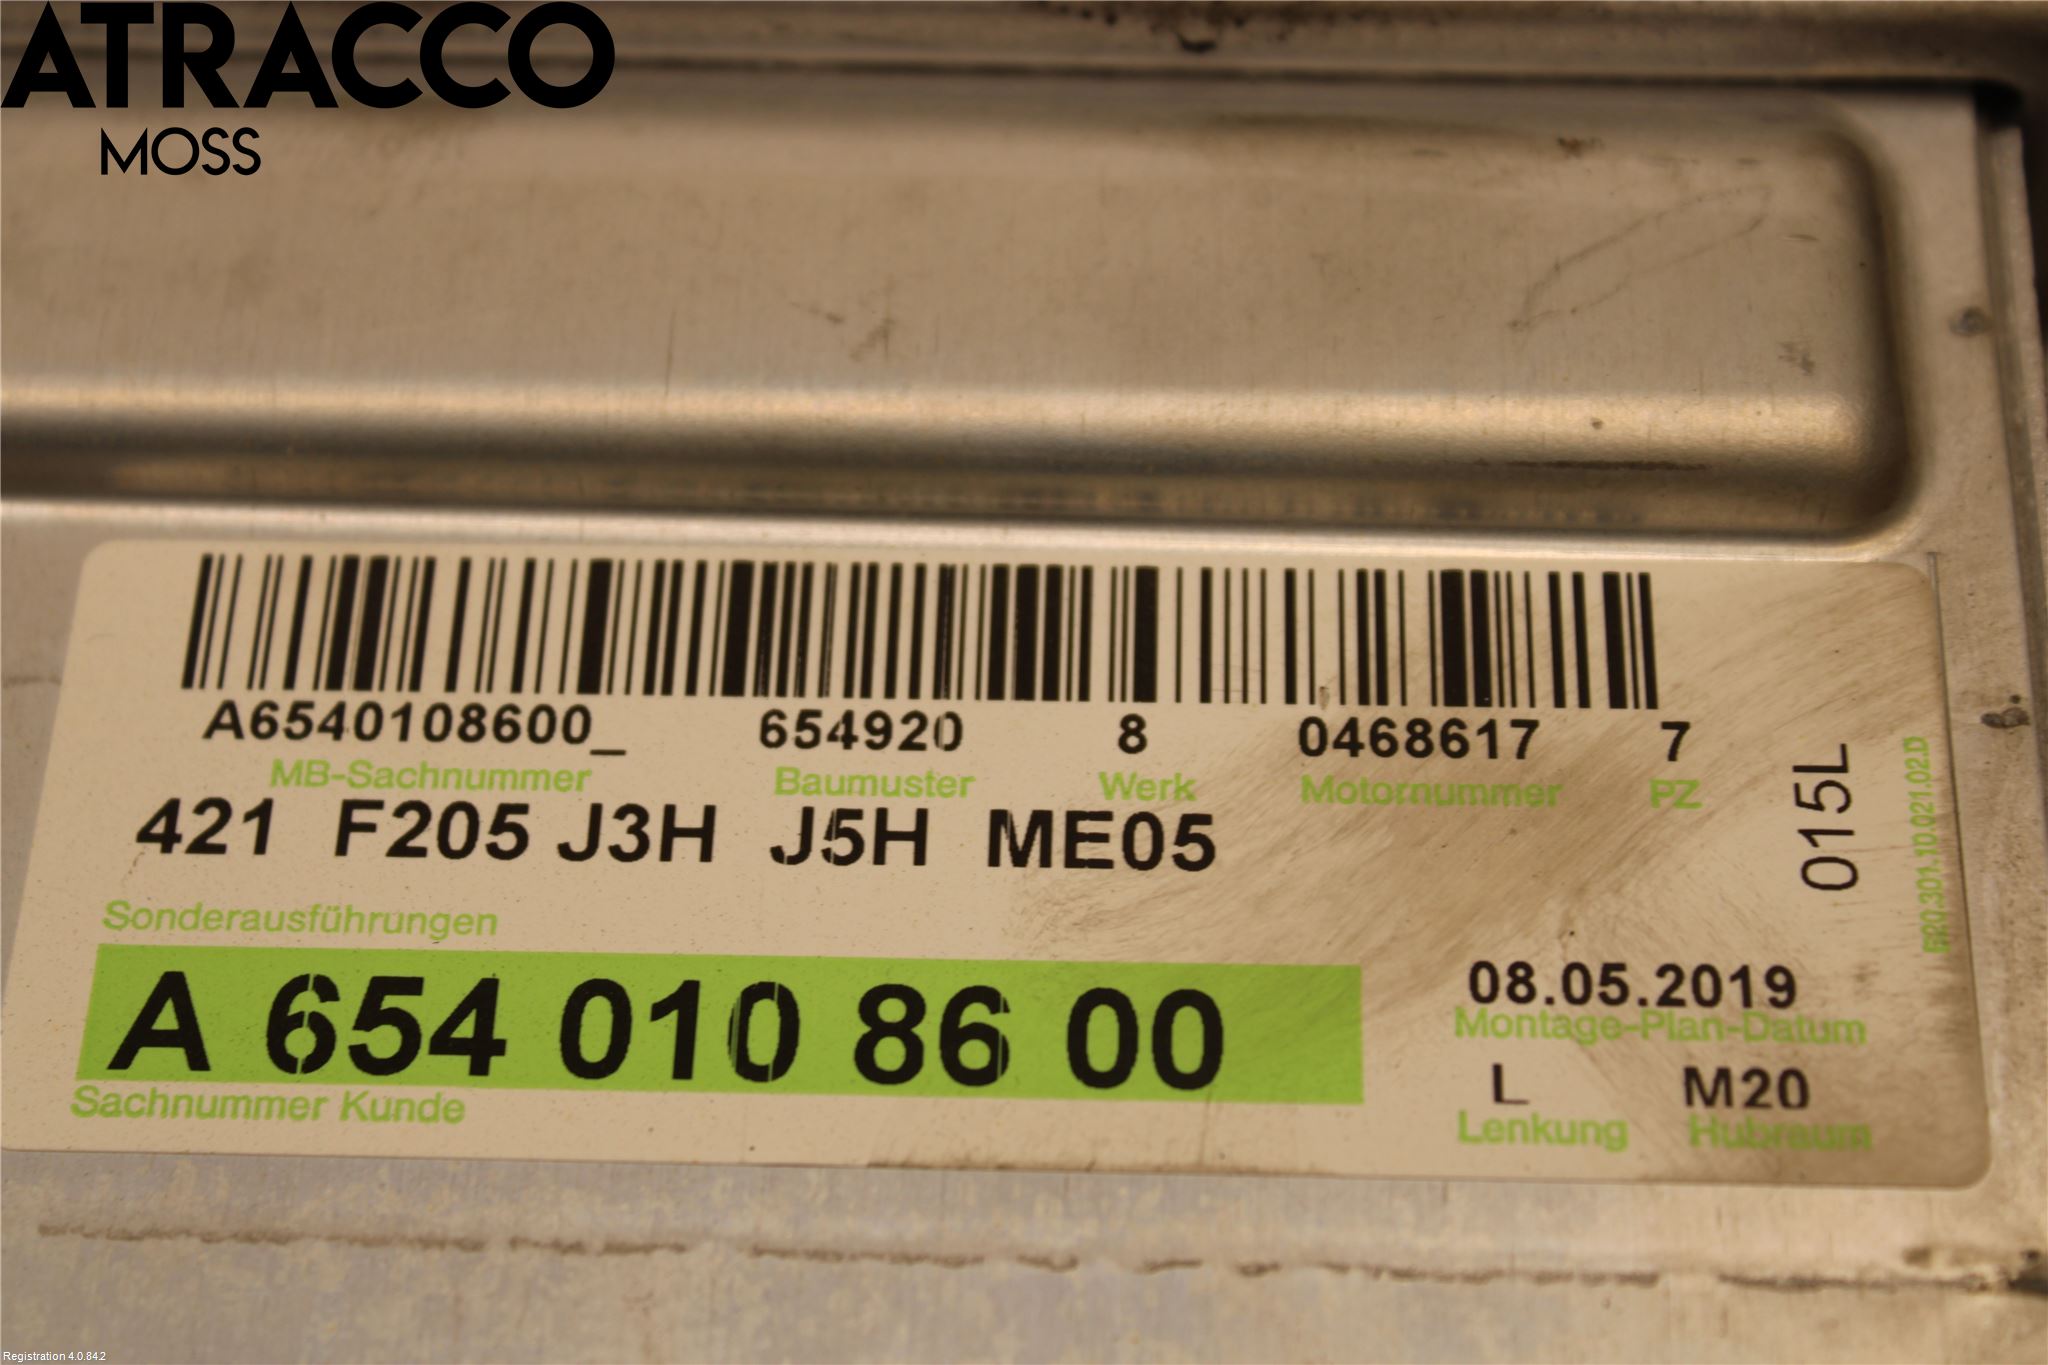 ATRACCO
MOSS
A6540108600_ 654920 8 0468617 7
MB-Sachnummer Baumuster Werk Motornummer PZ
421 F205 J3H J5H ME05
015L
Sonderausführungen
A 654 010 86 00
Sachnummer Kunde
08.05.2019
Montage-Plan-Datum
L M20
Lenkung Hubraum
Registration 4.0.84.2